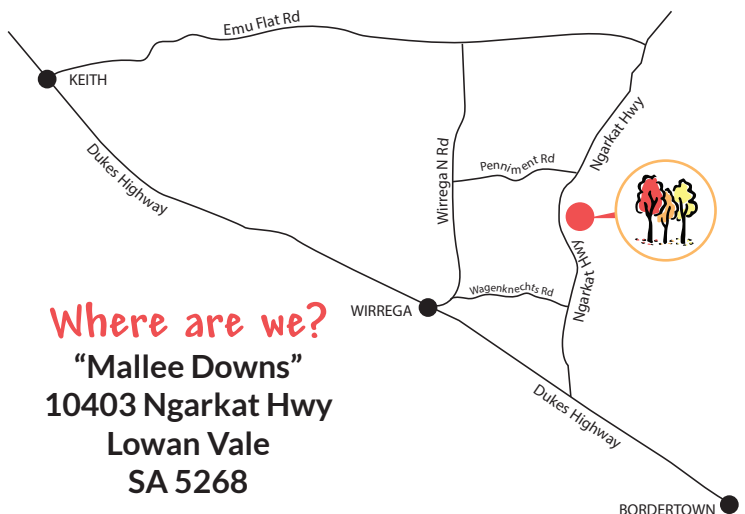 Emu Flat Rd
KEITH
Ngarkat Hwy
Wirrega N Rd
Penniment Rd
Dukes Highway
Ngarkat Hwy
Wagenknechts Rd
WIRREGA
Where are we?
“Mallee Downs”
10403 Ngarkat Hwy
Lowan Vale
SA 5268
Dukes Highway
BORDERTOWN